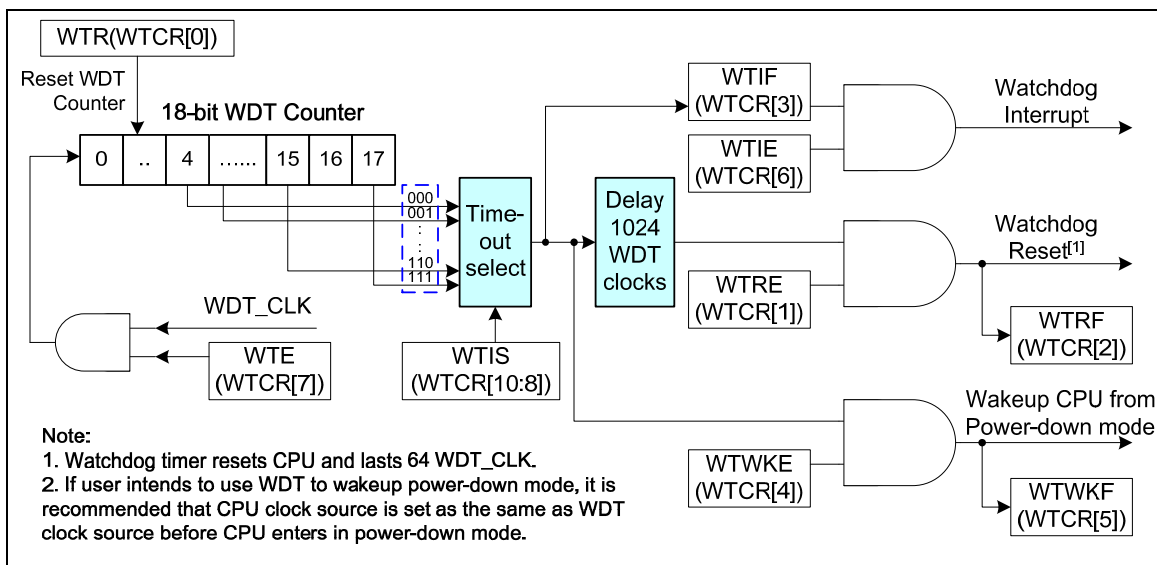 WTR(WTCR[0])
Reset WDT
Counter
18-bit WDT Counter
0 .. 4 ...... 15 16 17
000
001
:
:
110
111
Time-
out
select
Delay
1024
WDT
clocks
WTIF
(WTCR[3])
WTIE
(WTCR[6])
Watchdog
Interrupt
WTRE
(WTCR[1])
Watchdog
Reset[1]
WTRF
(WTCR[2])
WDT_CLK
WTE
(WTCR[7])
WTIS
(WTCR[10:8])
WTWKE
(WTCR[4])
Wakeup CPU from
Power-down mode
WTWKF
(WTCR[5])
Note:
1. Watchdog timer resets CPU and lasts 64 WDT_CLK.
2. If user intends to use WDT to wakeup power-down mode, it is
recommended that CPU clock source is set as the same as WDT
clock source before CPU enters in power-down mode.